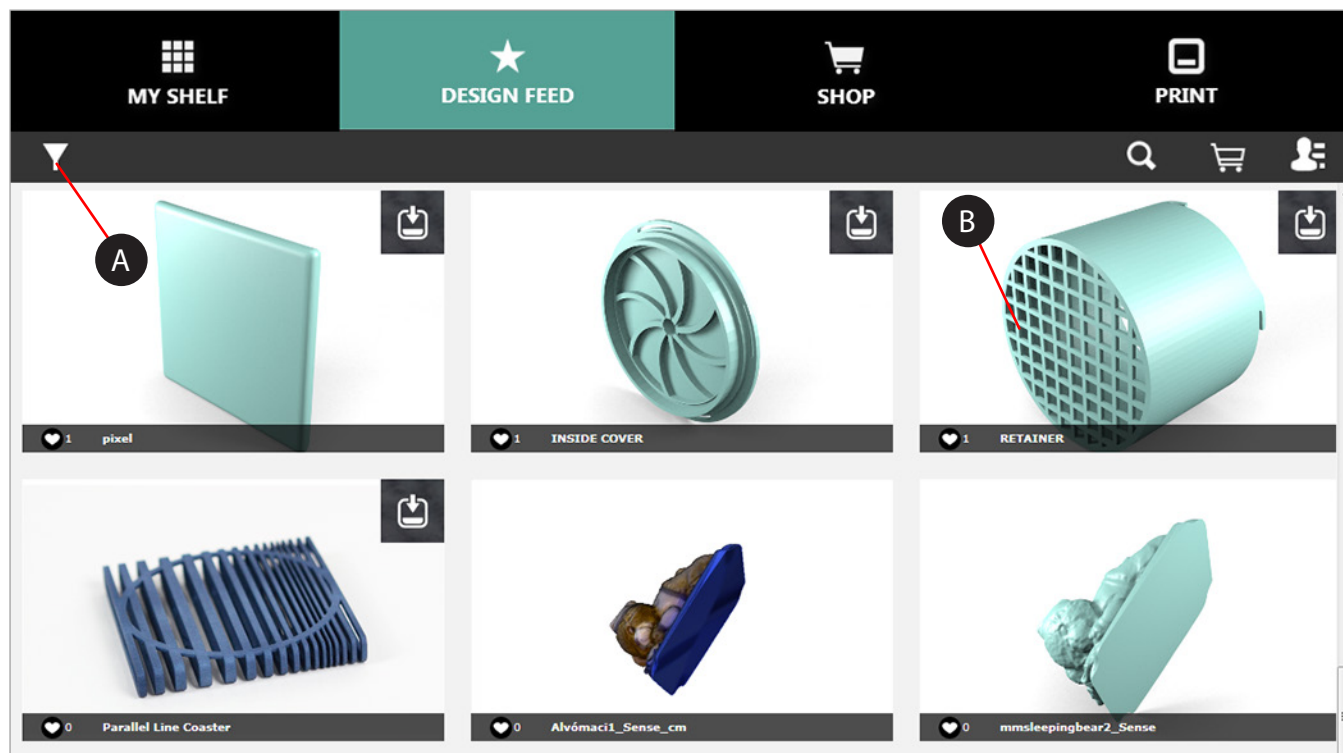 MY SHELF
DESIGN FEED
SHOP
PRINT
A
B
1 pixel
1 INSIDE COVER
1 RETAINER
0 Parallel Line Coaster
0 Alvómaci1_Sense_cm
0 mmsleepingbear2_Sense